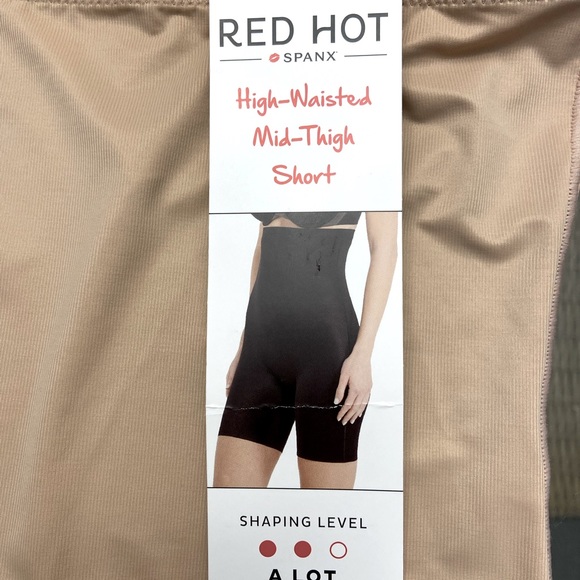 RED HOT
SPANX
High-Waisted
Mid-Thigh
Short
SHAPING LEVEL
A LOT